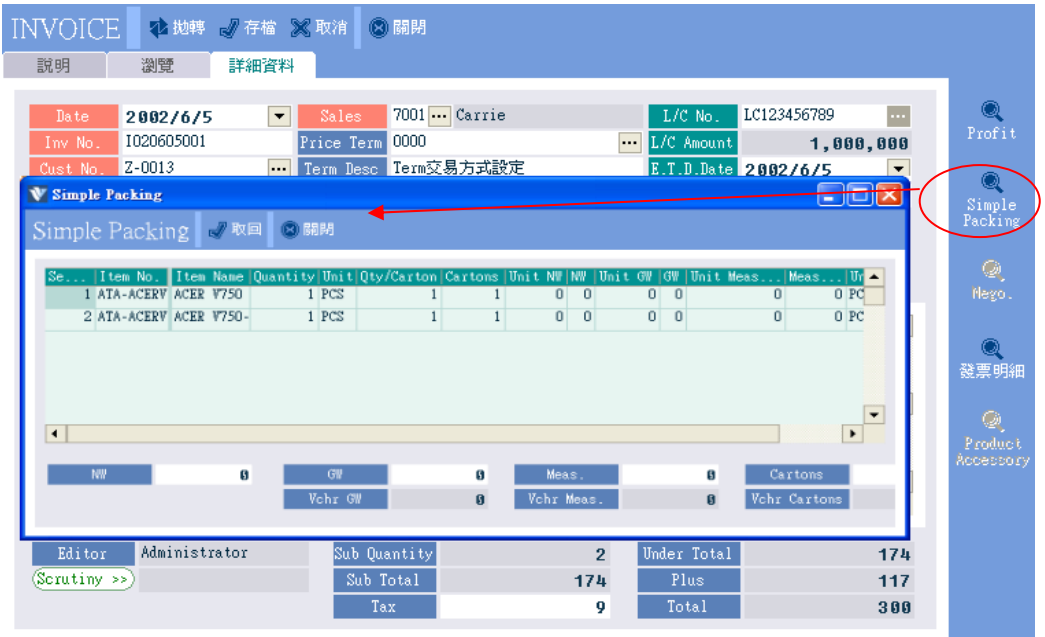 INVOICE 拋轉 存檔 取消 關閉
說明 瀏覽 詳細資料
Date 2002/6/5 Sales 7001 ... Carrie L/C No. LC123456789 ...
Inv No. I020605001 Price Term 0000 ... L/C Amount 1,000,000
Cust No. Z-0013 ... Term Desc Term交易方式設定 E.T.D.Date 2002/6/5
Simple Packing
Simple Packing 取回 關閉
Se... Item No. Item Name Quantity Unit Qty/Carton Cartons Unit NW NW Unit GW GW Unit Meas... Meas...
1 ATA-ACERV ACER V750 1 PCS 1 1 0 0 0 0 0 0 PC
2 ATA-ACERV ACER V750- 1 PCS 1 1 0 0 0 0 0 0 PC
NW 0 GW 0 Meas. 0 Cartons
Vchr GW 0 Vchr Meas. 0 Vchr Cartons
Editor Administrator Sub Quantity 2 Under Total 174
Scrutiny >> Sub Total 174 Plus 117
Tax 9 Total 300
Profit
Simple
Packing
Nego.
發票明細
Product
Accessory